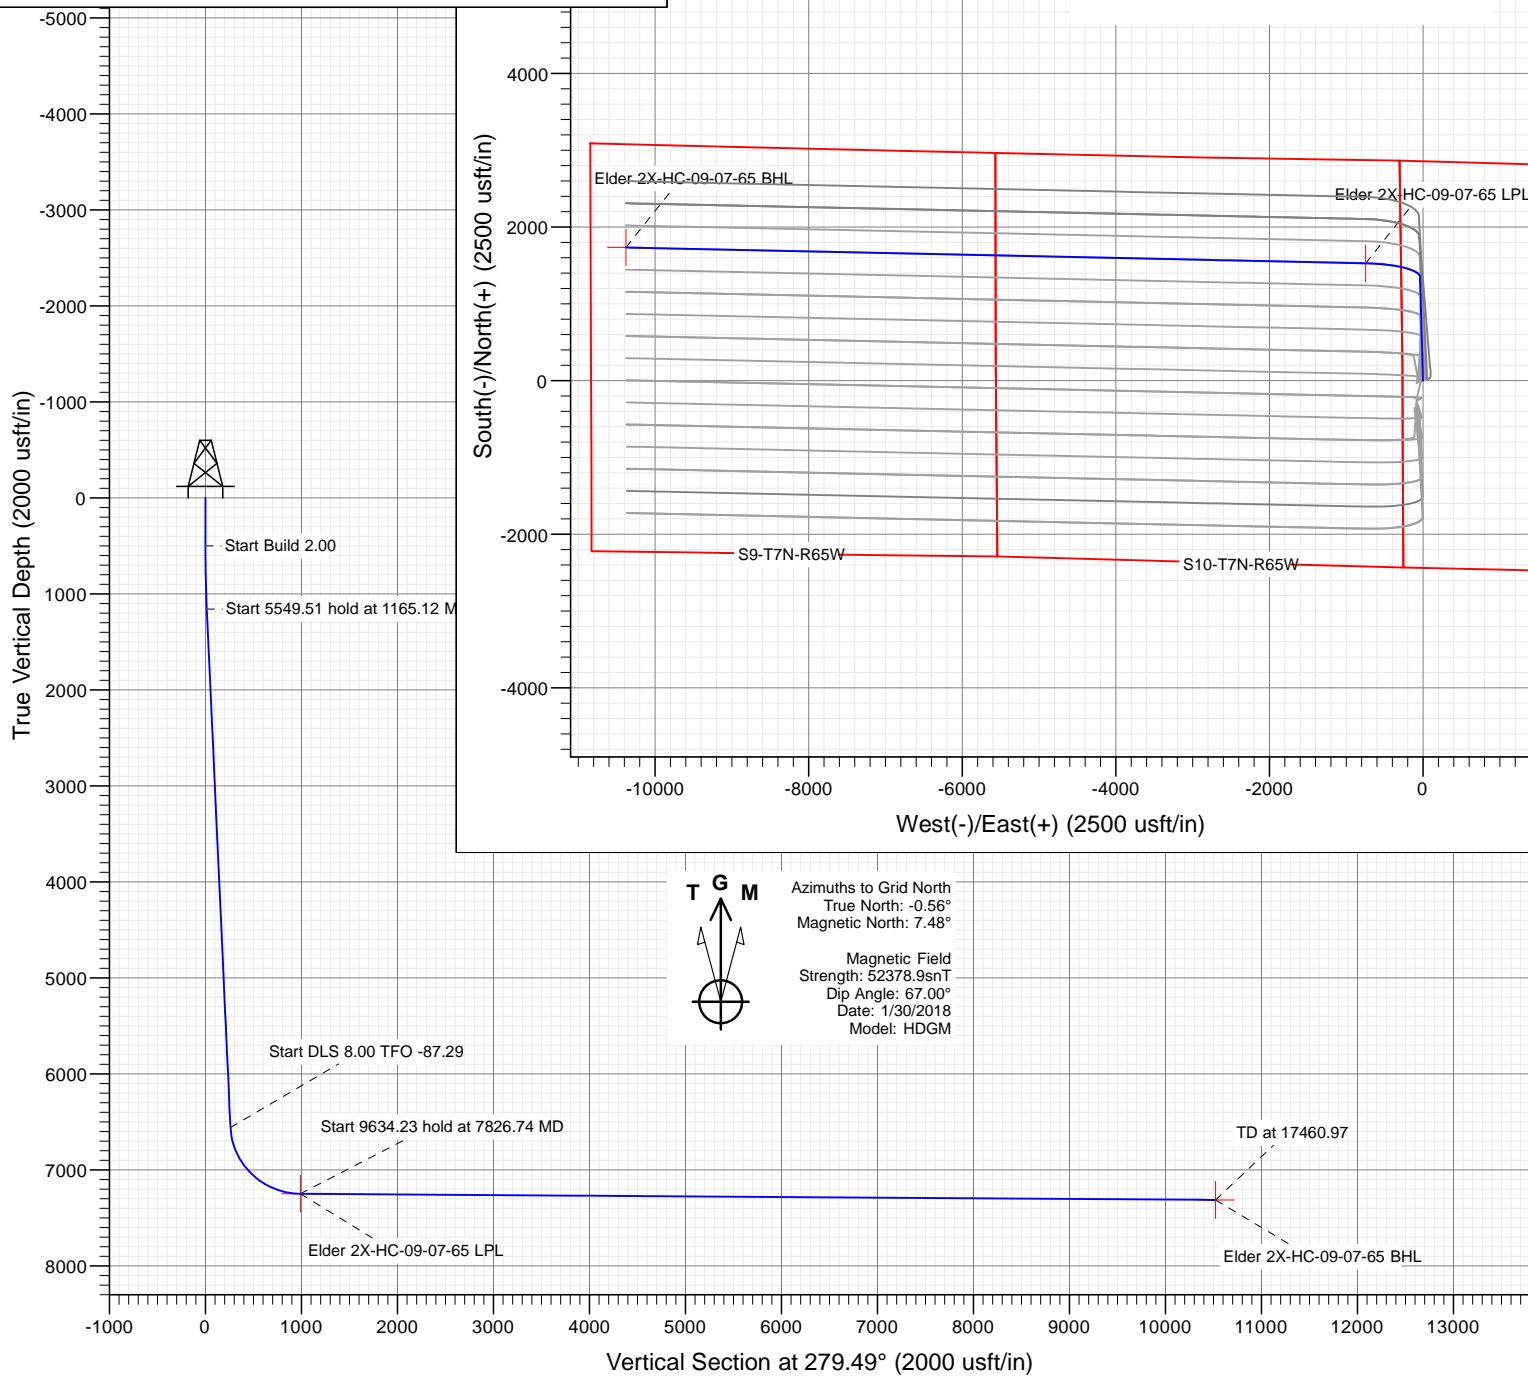 -5000
-4000
-3000
-2000
-1000
0
1000
2000
3000
4000
5000
6000
7000
8000
True Vertical Depth (2000 usft/in)
-1000
0
1000
2000
3000
4000
5000
6000
7000
8000
9000
10000
11000
12000
13000
Vertical Section at 279.49° (2000 usft/in)
Start Build 2.00
Start 5549.51 hold at 1165.12 M
Start DLS 8.00 TFO -87.29
Start 9634.23 hold at 7826.74 MD
Elder 2X-HC-09-07-65 LPL
TD at 17460.97
Elder 2X-HC-09-07-65 BHL
4000
2000
0
-2000
-4000
South(-)/North(+) (2500 usft/in)
-10000
-8000
-6000
-4000
-2000
0
West(-)/East(+) (2500 usft/in)
Elder 2X-HC-09-07-65 BHL
Elder 2X-HC-09-07-65 LPL
S9-T7N-R65W
S10-T7N-R65W
T G M
Azimuths to Grid North
True North: -0.56°
Magnetic North: 7.48°
Magnetic Field
Strength: 52378.9snT
Dip Angle: 67.00°
Date: 1/30/2018
Model: HDGM